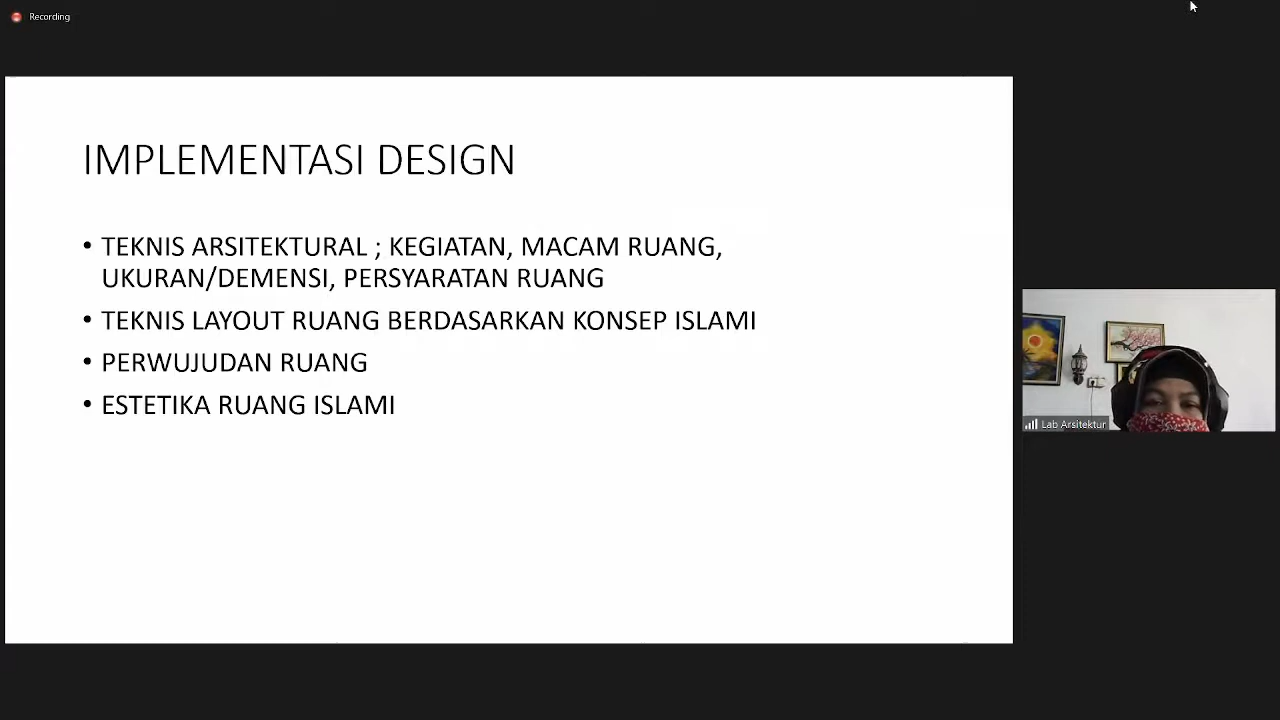 Recording
IMPLEMENTASI DESIGN
• TEKNIS ARSITEKTURAL ; KEGIATAN, MACAM RUANG,
UKURAN/DEMENSI, PERSYARATAN RUANG
• TEKNIS LAYOUT RUANG BERDASARKAN KONSEP ISLAMI
• PERWUJUDAN RUANG
• ESTETIKA RUANG ISLAMI
Lab Arsitektur